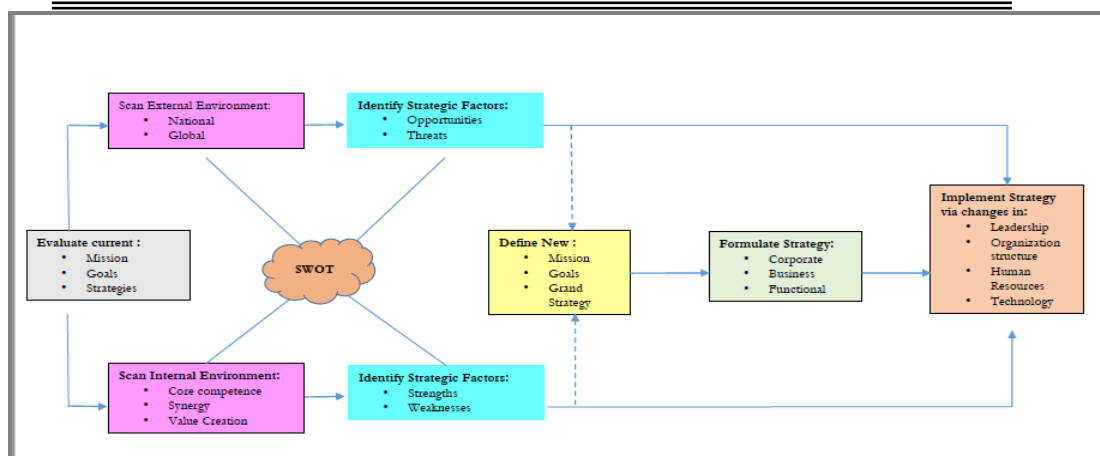 Scan External Environment:
• National
• Global
Identify Strategic Factors:
• Opportunities
• Threats
Evaluate current :
• Mission
• Goals
• Strategies
SWOT
Define New :
• Mission
• Goals
• Grand
Strategy
Formulate Strategy:
• Corporate
• Business
• Functional
Implement Strategy
via changes in:
• Leadership
• Organization
structure
• Human
Resources
• Technology
Scan Internal Environment:
• Core competence
• Synergy
• Value Creation
Identify Strategic Factors:
• Strengths
• Weaknesses